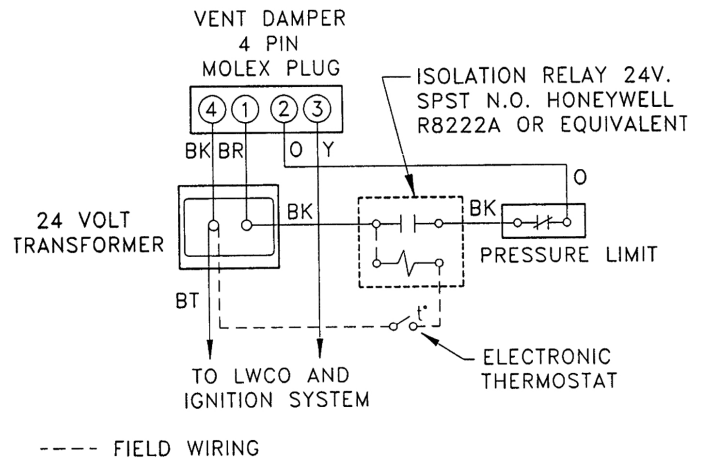 VENT DAMPER
4 PIN
MOLEX PLUG
ISOLATION RELAY 24V.
SPST N.O. HONEYWELL
R8222A OR EQUIVALENT
4 1 2 3
BK BR O Y
O
24 VOLT
TRANSFORMER
BK
BK
PRESSURE LIMIT
BT
t°
ELECTRONIC
THERMOSTAT
TO LWCO AND
IGNITION SYSTEM
---- FIELD WIRING